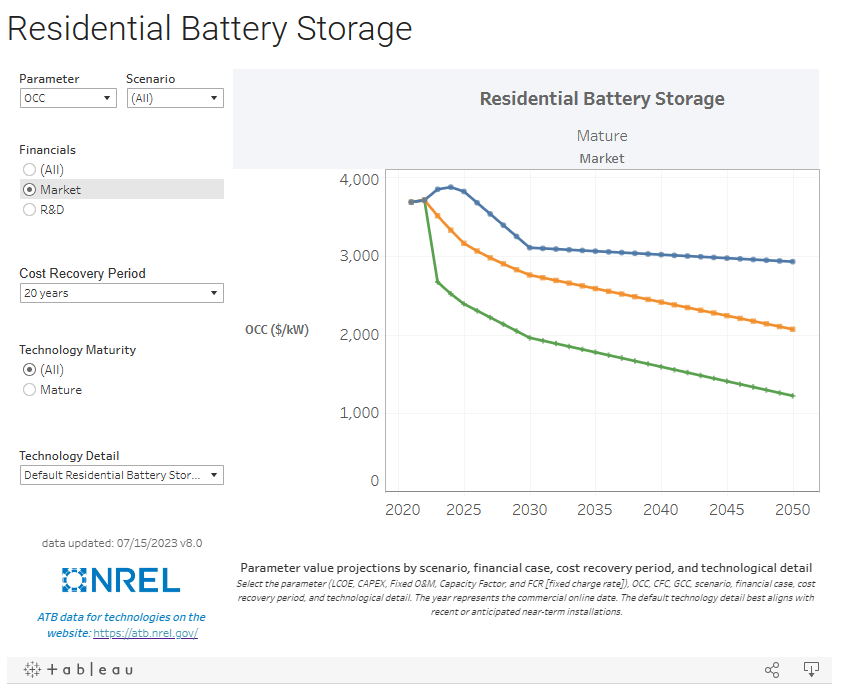 Residential Battery Storage
Parameter
Scenario
OCC
(All)
Financials
(All)
Market
R&D
Cost Recovery Period
20 years
Technology Maturity
(All)
Mature
Technology Detail
Default Residential Battery Stor...
data updated: 07/15/2023 v8.0
NREL
ATB data for technologies on the
website: https://atb.nrel.gov/
Residential Battery Storage
Mature
Market
4,000
3,000
OCC ($/kW)
2,000
1,000
0
2020 2025 2030 2035 2040 2045 2050
Parameter value projections by scenario, financial case, cost recovery period, and technological detail
Select the parameter (LCOE, CAPEX, Fixed O&M, Capacity Factor, and FCR [fixed charge rate]), OCC, CFC, GCC, scenario, financial case, cost
recovery period, and technological detail. The year represents the commercial online date. The default technology detail best aligns with
recent or anticipated near-term installations.
+ableau